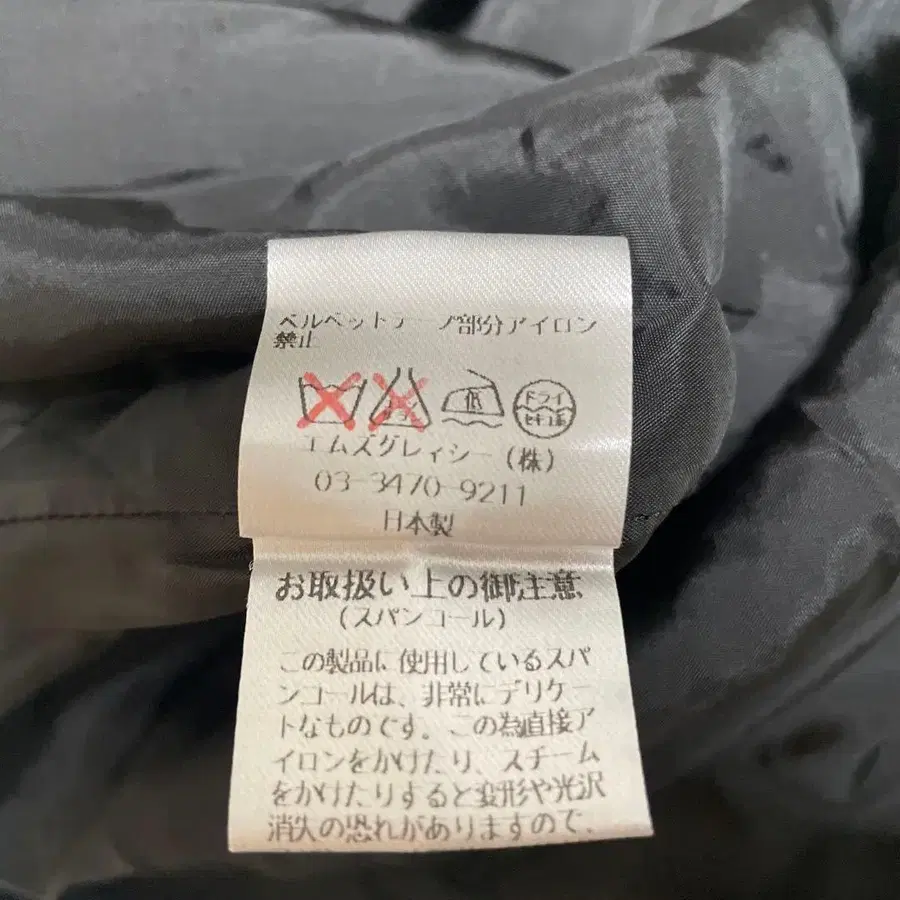 ベルベットテープ部分アイロン
禁止
低
ドライ
セキユ系
エムズグレィシー(株)
03-3470-9211
日本製
お取扱い上の御注意
(スパンコール)
この製品に使用しているスパ
ンコールは、非常にデリケー
トなものです。この為直接ア
イロンをかけたり、スチーム
をかけたりすると変形や光沢
消失の恐れがありますので、